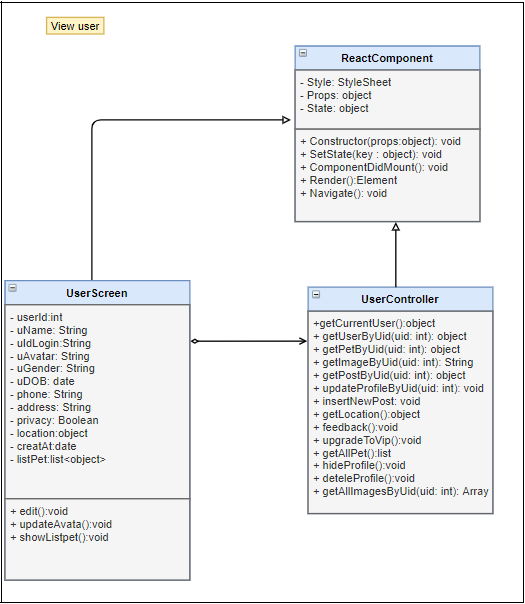 View user
ReactComponent
- Style: StyleSheet
- Props: object
- State: object
+ Constructor(props:object): void
+ SetState(key : object): void
+ ComponentDidMount(): void
+ Render():Element
+ Navigate(): void
UserScreen
- userId:int
- uName: String
- uIdLogin:String
- uAvatar: String
- uGender: String
- uDOB: date
- phone: String
- address: String
- privacy: Boolean
- location:object
- creatAt:date
- listPet:list<object>
+ edit():void
+ updateAvata():void
+ showListpet():void
UserController
+getCurrentUser():object
+ getUserByUid(uid: int): object
+ getPetByUid(uid: int): object
+ getImageByUid(uid: int): String
+ getPostByUid(uid: int): object
+ updateProfileByUid(uid: int): void
+ insertNewPost: void
+ getLocation():object
+ feedback():void
+ upgradeToVip():void
+ getAllPet():list
+ hideProfile():void
+ deteleProfile():void
+ getAllImagesByUid(uid: int): Array